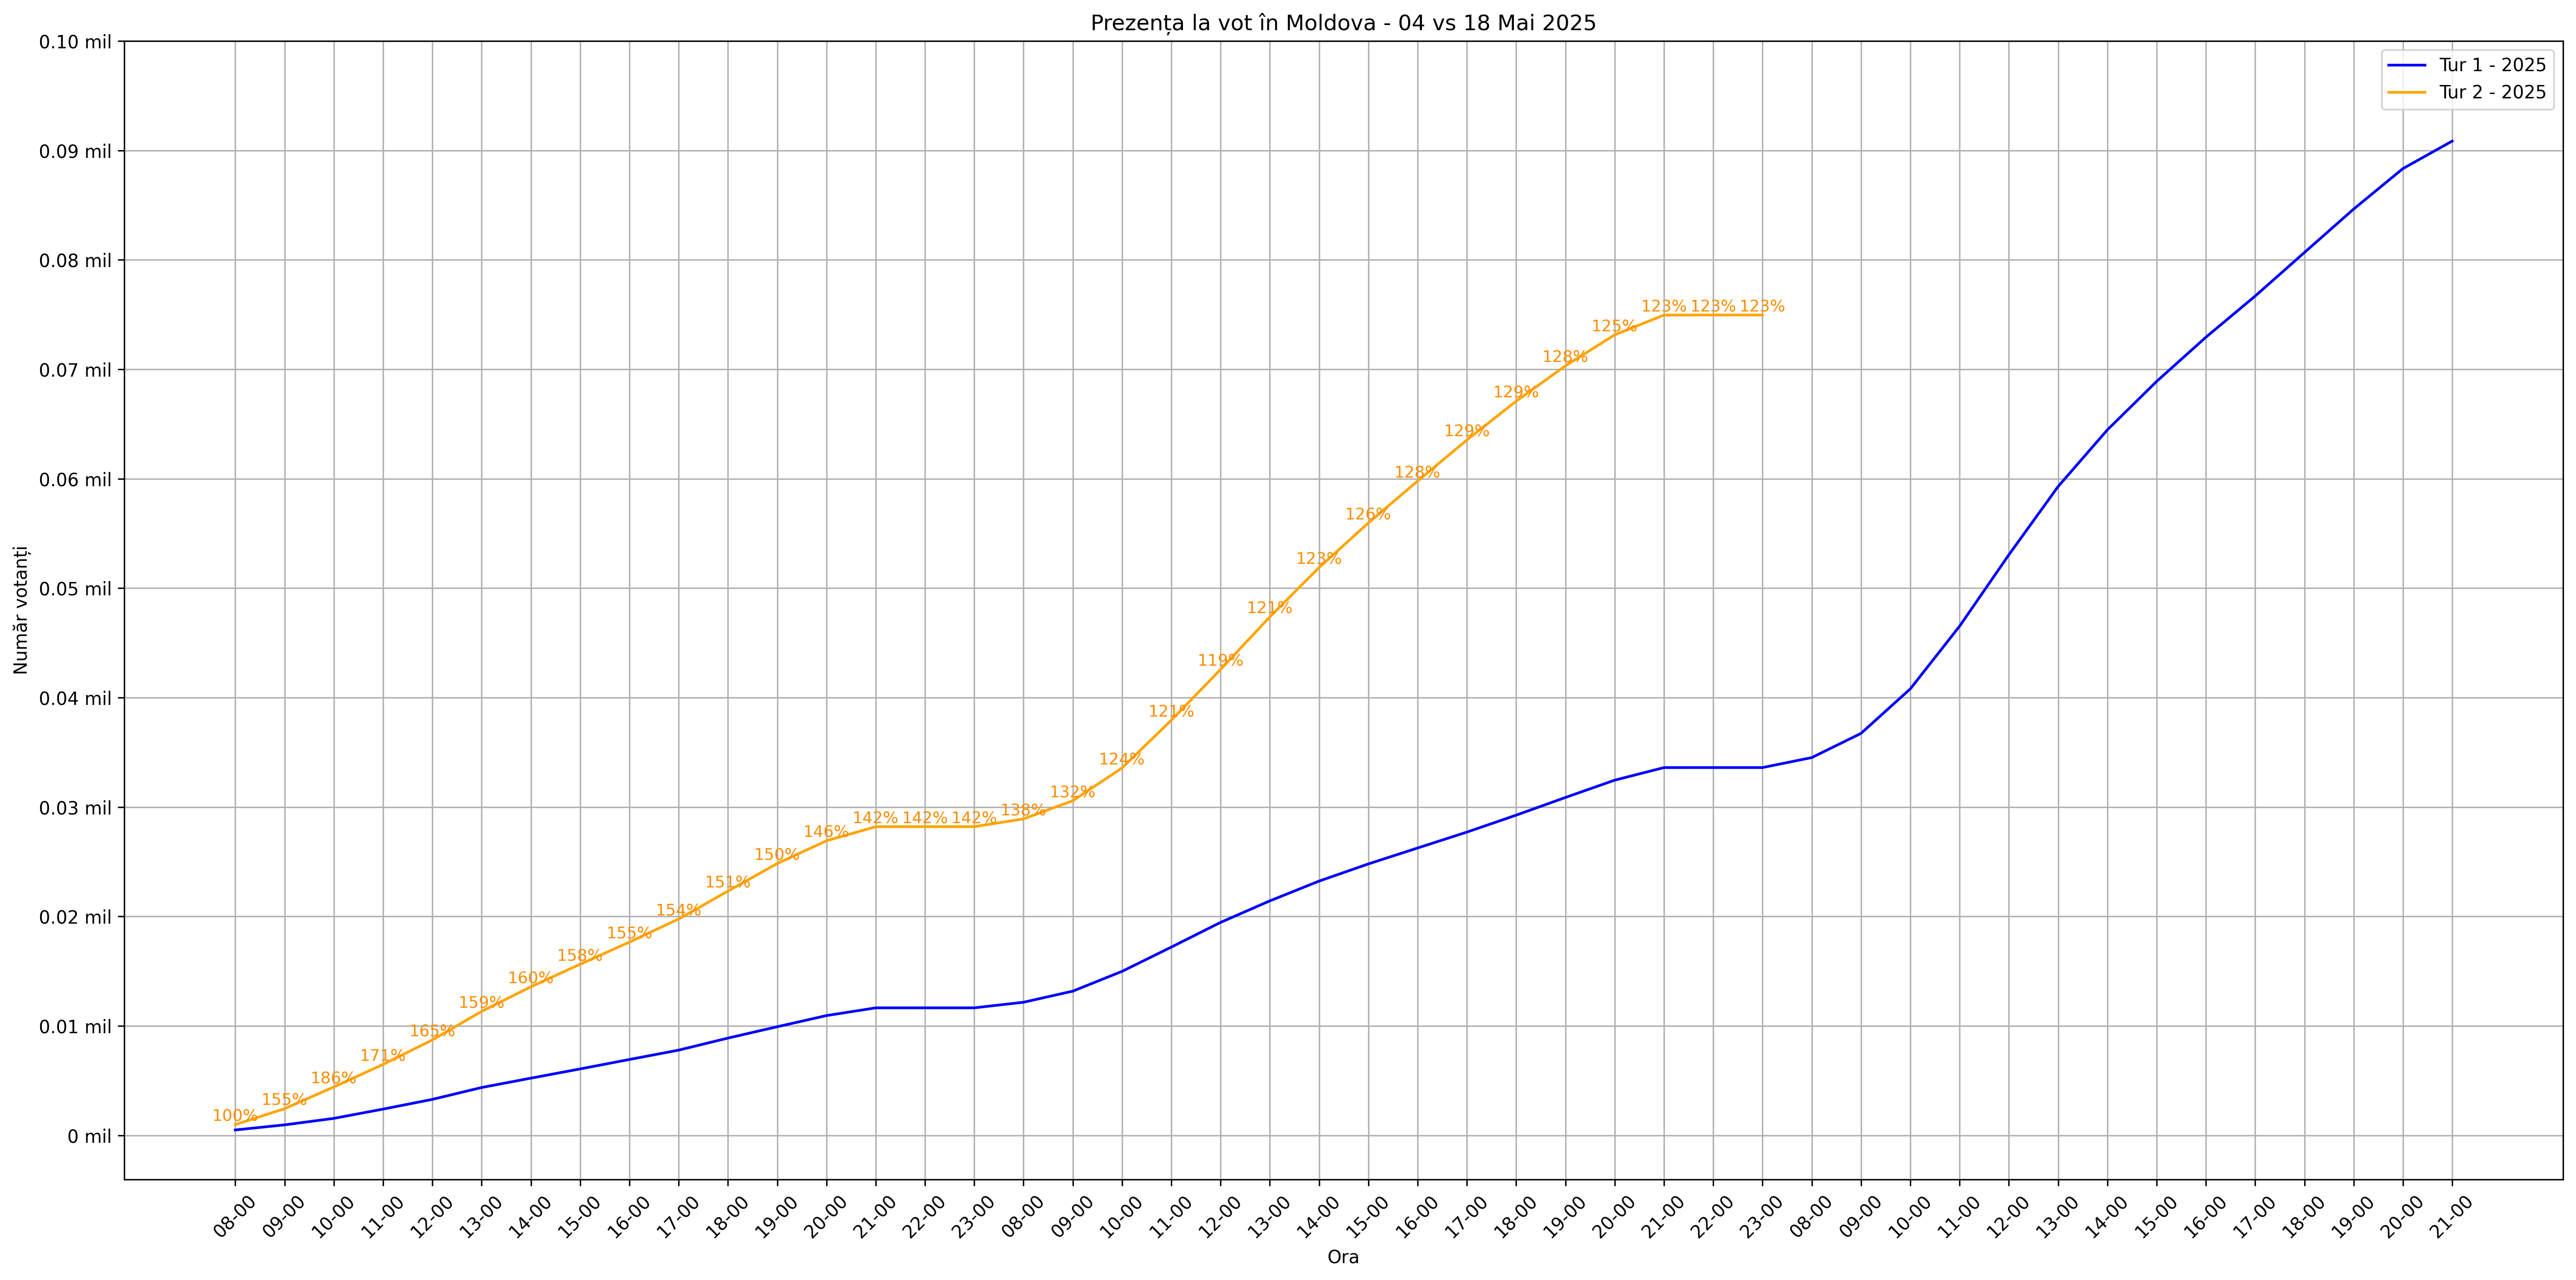 Prezența la vot în Moldova - 04 vs 18 Mai 2025
Tur 1 - 2025
Tur 2 - 2025
Număr votanți
0.10 mil
0.09 mil
0.08 mil
0.07 mil
0.06 mil
0.05 mil
0.04 mil
0.03 mil
0.02 mil
0.01 mil
0 mil
100% 155% 186% 171% 165% 159% 160% 158% 155% 154% 151% 150% 146% 142% 142% 142% 138% 132% 124% 121% 119% 121% 123% 126% 128% 129% 129% 128% 125% 123% 123% 123%
08-00 09-00 10-00 11-00 12-00 13-00 14-00 15-00 16-00 17-00 18-00 19-00 20-00 21-00 22-00 23-00 08-00 09-00 10-00 11-00 12-00 13-00 14-00 15-00 16-00 17-00 18-00 19-00 20-00 21-00 22-00 23-00 08-00 09-00 10-00 11-00 12-00 13-00 14-00 15-00 16-00 17-00 18-00 19-00 20-00 21-00
Ora